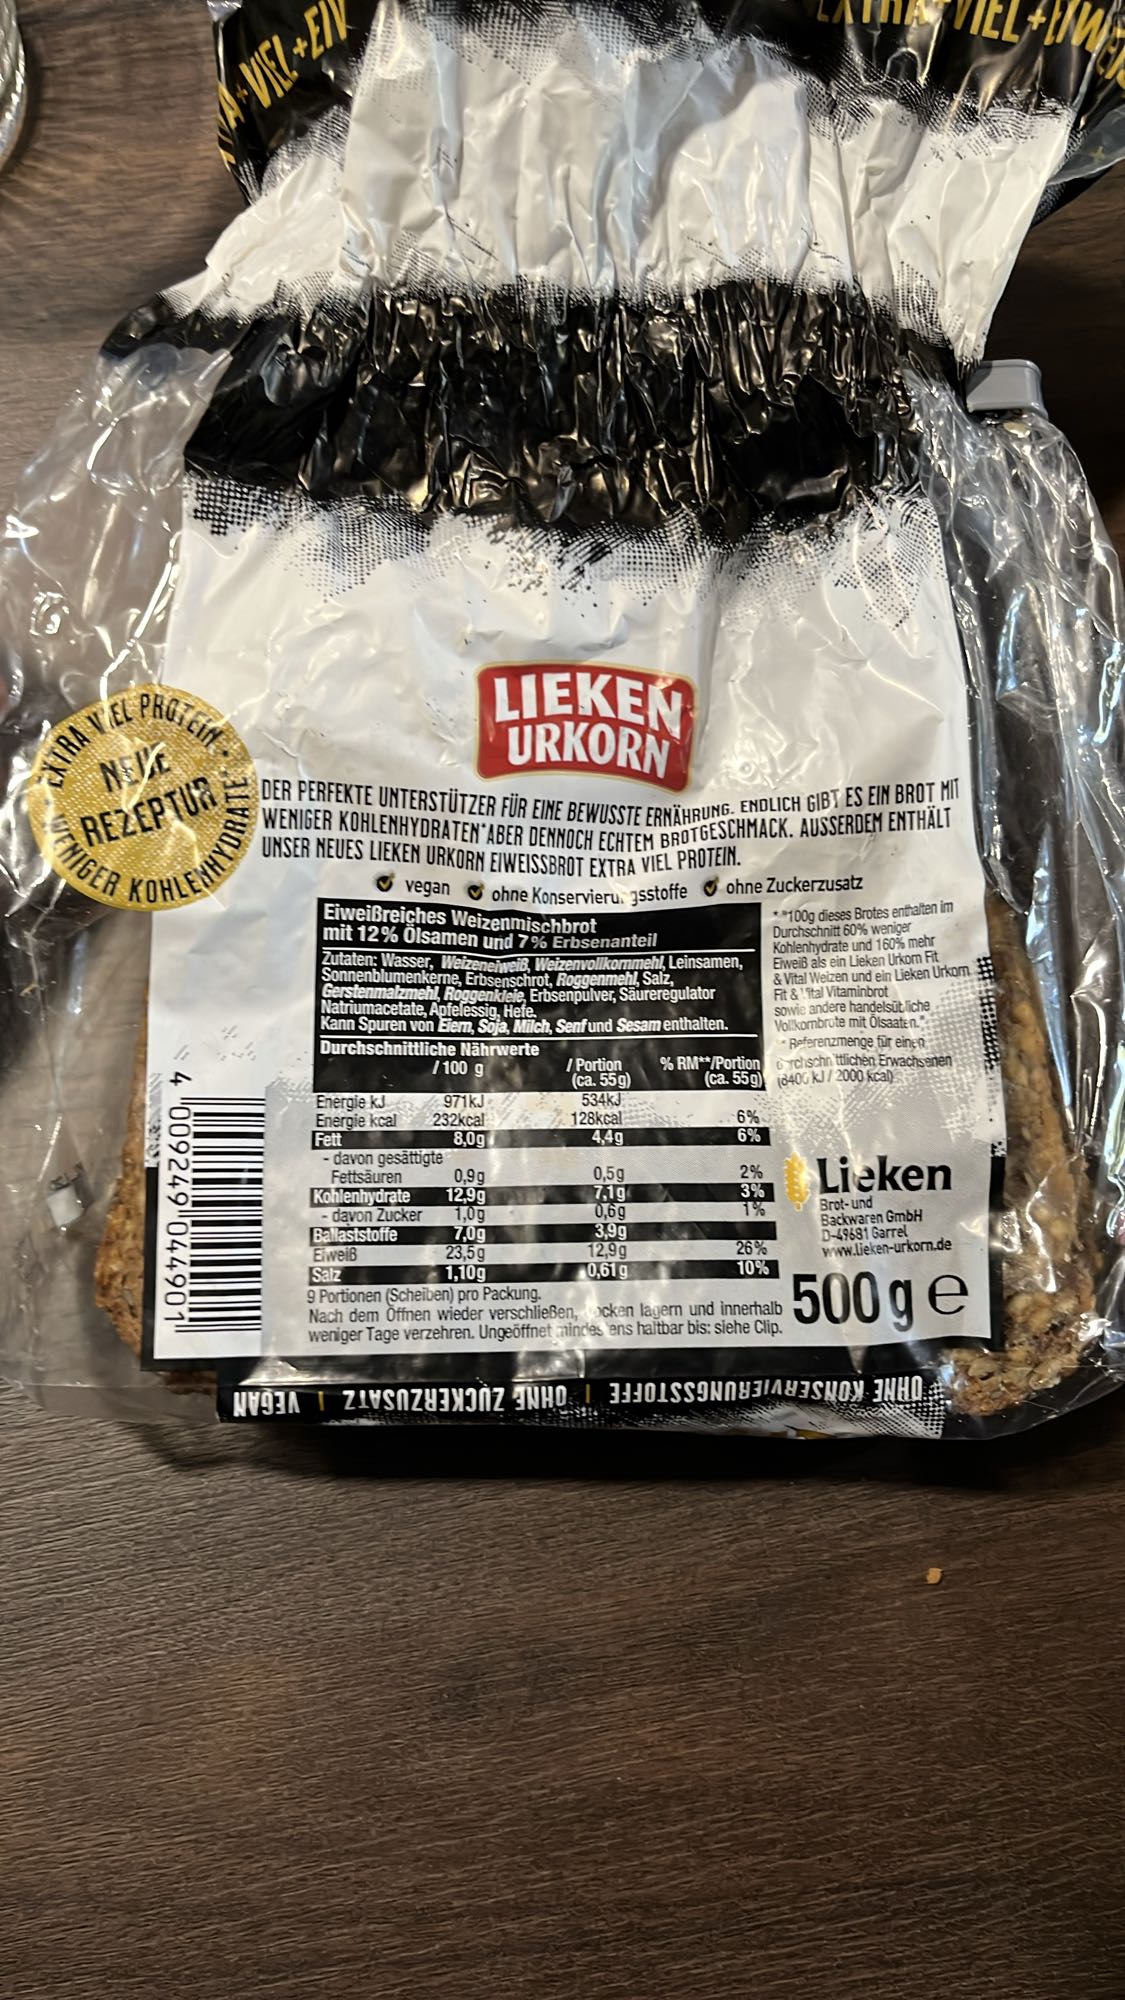 +VIEL+EIW
EXTRA+VIEL+EIWEIS
LIEKEN
URKORN
EXTRA VIEL PROTEIN
NEUE
REZEPTUR
WENIGER KOHLENHYDRATE
DER PERFEKTE UNTERSTÜTZER FÜR EINE BEWUSSTE ERNÄHRUNG. ENDLICH GIBT ES EIN BROT MIT
WENIGER KOHLENHYDRATEN* ABER DENNOCH ECHTEM BROTGESCHMACK. AUSSERDEM ENTHÄLT
UNSER NEUES LIEKEN URKORN EIWEISSBROT EXTRA VIEL PROTEIN.
vegan ohne Konservierungsstoffe ohne Zuckerzusatz
Eiweißreiches Weizenmischbrot
mit 12% Ölsamen und 7% Erbsenanteil
Zutaten: Wasser, Weizeneiweiß, Weizenvollkornmehl, Leinsamen,
Sonnenblumenkerne, Erbsenschrot, Roggenmehl, Salz,
Gerstenmalzmehl, Roggenkleie, Erbsenpulver, Säureregulator
Natriumacetate, Apfelessig, Hefe.
Kann Spuren von Eiern, Soja, Milch, Senf und Sesam enthalten.
Durchschnittliche Nährwerte
/ 100 g / Portion (ca. 55g) % RM**/Portion (ca. 55g)
Energie kJ 971kJ 534kJ
Energie kcal 232kcal 128kcal 6%
Fett 8,0g 4,4g 6%
- davon gesättigte
Fettsäuren 0,9g 0,5g 2%
Kohlenhydrate 12,9g 7,1g 3%
- davon Zucker 1,0g 0,6g 1%
Ballaststoffe 7,0g 3,9g
Eiweiß 23,5g 12,9g 26%
Salz 1,10g 0,61g 10%
9 Portionen (Scheiben) pro Packung.
Nach dem Öffnen wieder verschließen, trocken lagern und innerhalb
weniger Tage verzehren. Ungeöffnet mindestens haltbar bis: siehe Clip.
* "100g dieses Brotes enthalten im
Durchschnitt 60% weniger
Kohlenhydrate und 160% mehr
Eiweiß als ein Lieken Urkorn Fit
& Vital Weizen und ein Lieken Urkorn
Fit & Vital Vitaminbrot
sowie andere handelsübliche
Vollkornbrote mit Ölsaaten."
** Referenzmenge für einen
durchschnittlichen Erwachsenen
(8400 kJ / 2000 kcal)
Lieken
Brot- und
Backwaren GmbH
D-49681 Garrel
www.lieken-urkorn.de
500 g e
4 009249 044901
OHNE KONSERVIERUNGSSTOFFE | OHNE ZUCKERZUSATZ | VEGAN